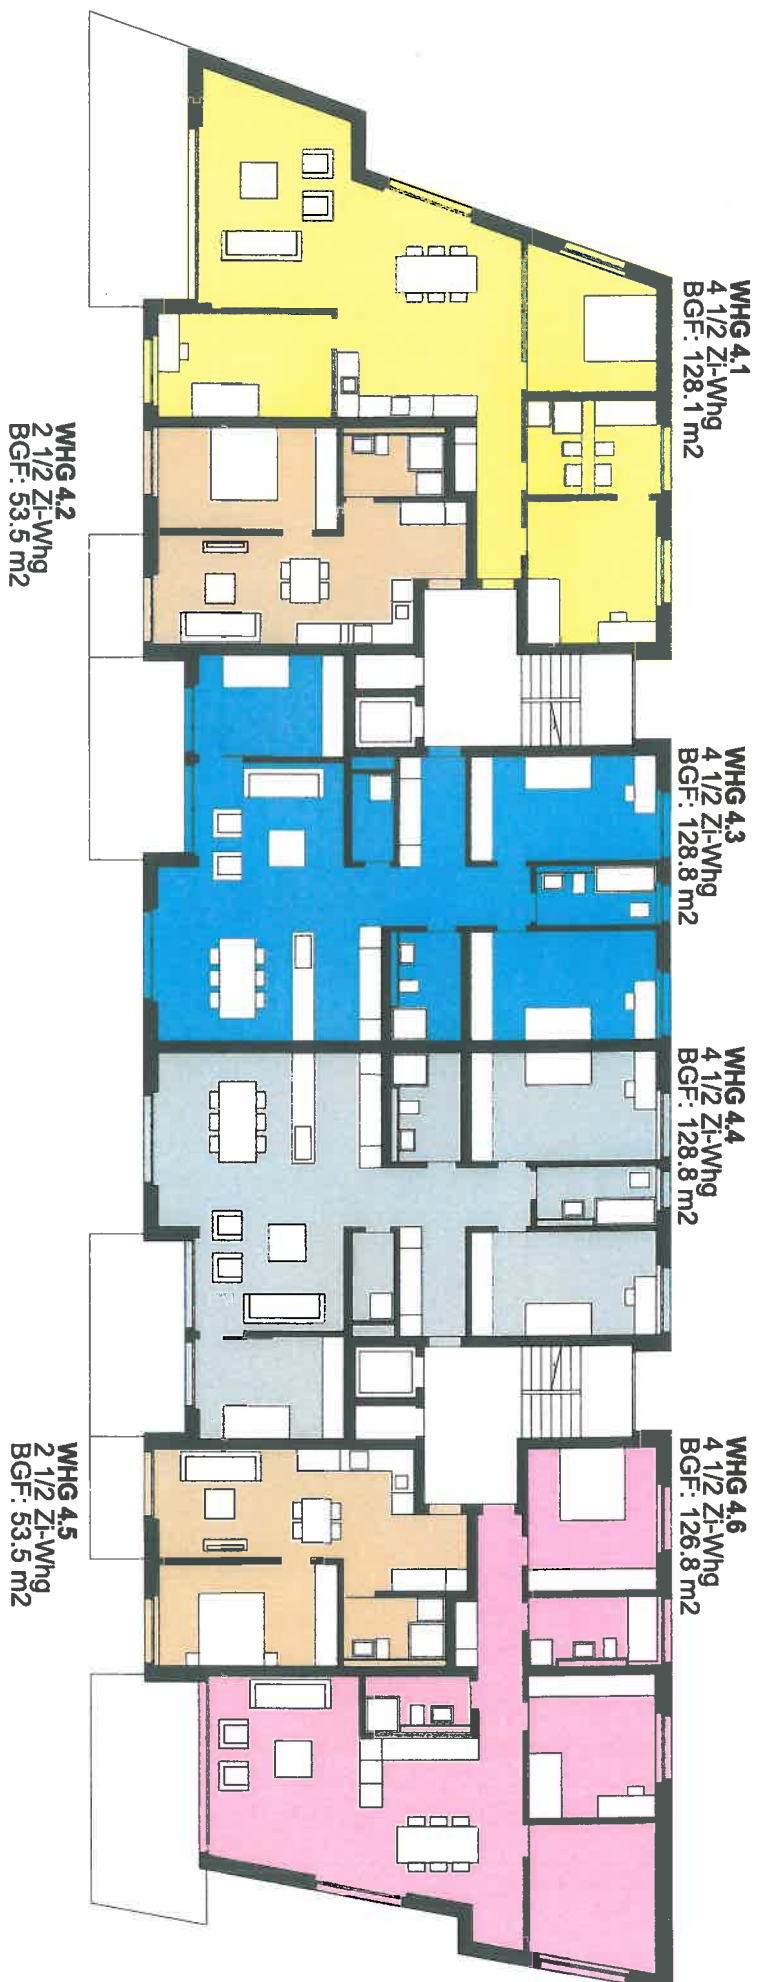 WHG 4.1
4 1/2 Zi-Whg
BGF: 128.1 m2
WHG 4.2
2 1/2 Zi-Whg
BGF: 53.5 m2
WHG 4.3
4 1/2 Zi-Whg
BGF: 128.8 m2
WHG 4.4
4 1/2 Zi-Whg
BGF: 128.8 m2
WHG 4.5
2 1/2 Zi-Whg
BGF: 53.5 m2
WHG 4.6
4 1/2 Zi-Whg
BGF: 126.8 m2